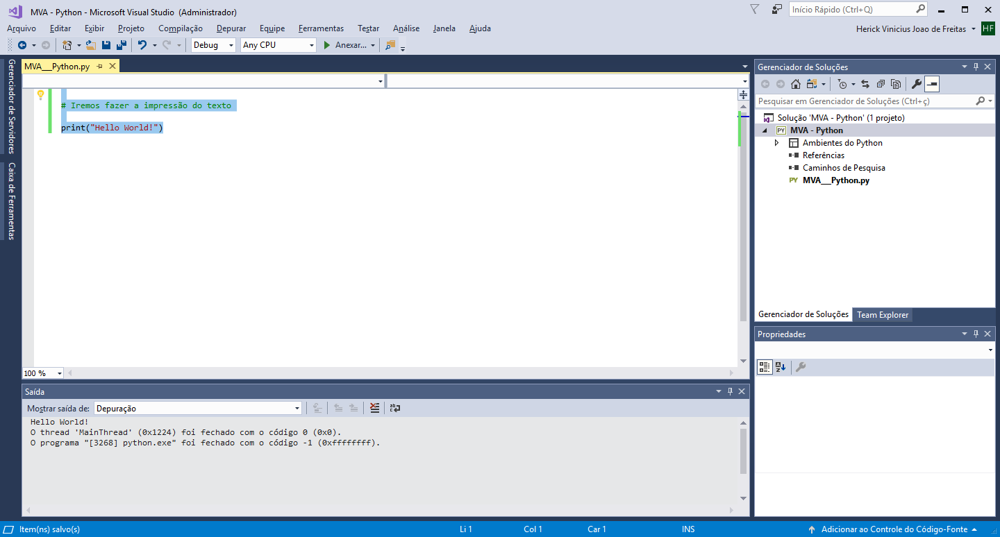 MVA - Python - Microsoft Visual Studio (Administrador)
Início Rápido (Ctrl+Q)
Arquivo Editar Exibir Projeto Compilação Depurar Equipe Ferramentas Testar Análise Janela Ajuda
Herick Vinicius Joao de Freitas HF
Debug Any CPU Anexar...
Gerenciador de Servidores
Caixa de Ferramentas
MVA___Python.py
# Iremos fazer a impressão do texto
print("Hello World!")
100 %
Saída
Mostrar saída de: Depuração
Hello World!
O thread 'MainThread' (0x1224) foi fechado com o código 0 (0x0).
O programa "[3268] python.exe" foi fechado com o código -1 (0xffffffff).
Gerenciador de Soluções
Pesquisar em Gerenciador de Soluções (Ctrl+ç)
Solução 'MVA - Python' (1 projeto)
PY MVA - Python
Ambientes do Python
Referências
Caminhos de Pesquisa
PY MVA___Python.py
Gerenciador de Soluções Team Explorer
Propriedades
Item(ns) salvo(s) Li 1 Col 1 Car 1 INS Adicionar ao Controle do Código-Fonte